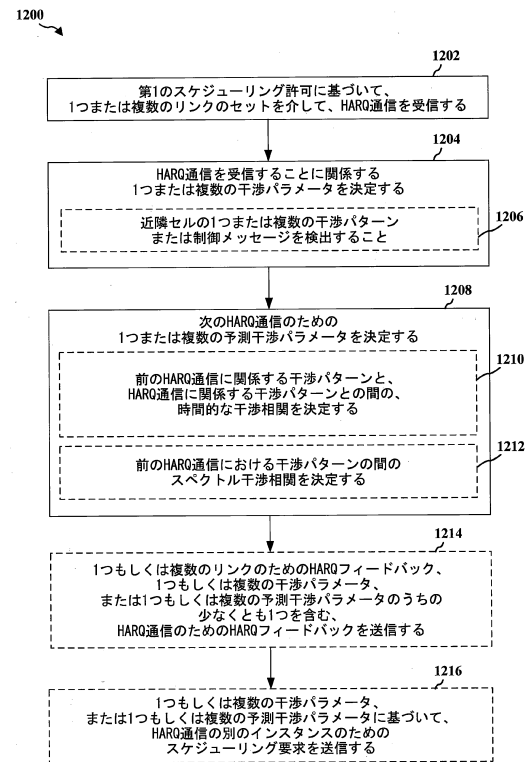 1200
1202
第1のスケジューリング許可に基づいて、
1つまたは複数のリンクのセットを介して、HARQ通信を受信する
1204
HARQ通信を受信することに関係する
1つまたは複数の干渉パラメータを決定する
1206
近隣セルの1つまたは複数の干渉パターン
または制御メッセージを検出すること
1208
次のHARQ通信のための
1つまたは複数の予測干渉パラメータを決定する
1210
前のHARQ通信に関係する干渉パターンと、
HARQ通信に関係する干渉パターンとの間の、
時間的な干渉相関を決定する
1212
前のHARQ通信における干渉パターンの間の
スペクトル干渉相関を決定する
1214
1つもしくは複数のリンクのためのHARQフィードバック、
1つもしくは複数の干渉パラメータ、
または1つもしくは複数の予測干渉パラメータのうちの
少なくとも1つを含む、
HARQ通信のためのHARQフィードバックを送信する
1216
1つもしくは複数の干渉パラメータ、
または1つもしくは複数の予測干渉パラメータに基づいて、
HARQ通信の別のインスタンスのための
スケジューリング要求を送信する